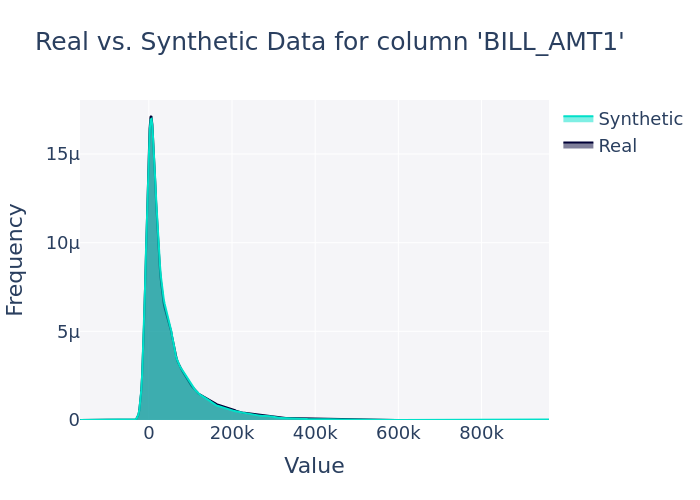 Real vs. Synthetic Data for column 'BILL_AMT1'
Synthetic
Real
15μ
10μ
5μ
0
Frequency
0
200k
400k
600k
800k
Value